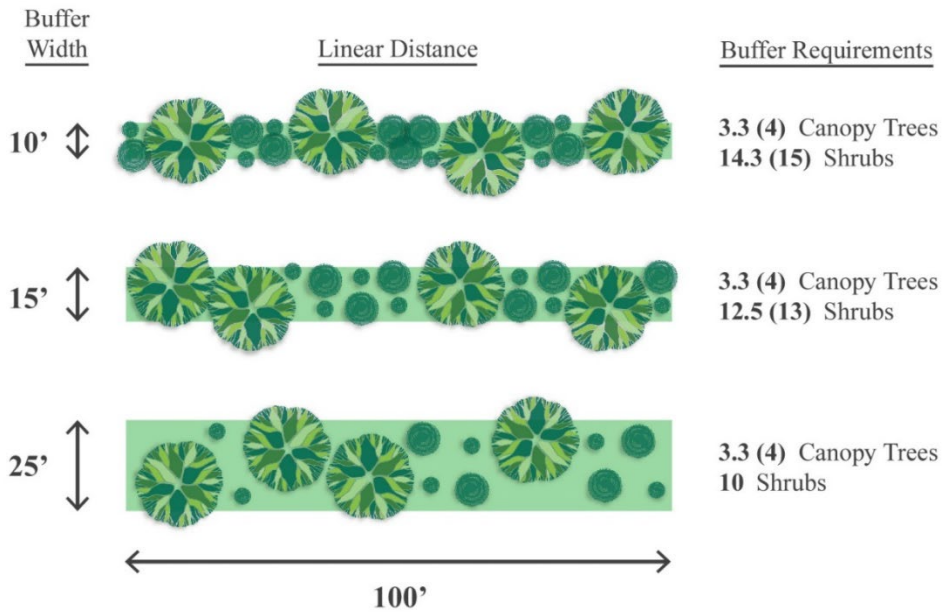 Buffer
Width
Linear Distance
Buffer Requirements
10’
3.3 (4) Canopy Trees
14.3 (15) Shrubs
15’
3.3 (4) Canopy Trees
12.5 (13) Shrubs
25’
3.3 (4) Canopy Trees
10 Shrubs
100’